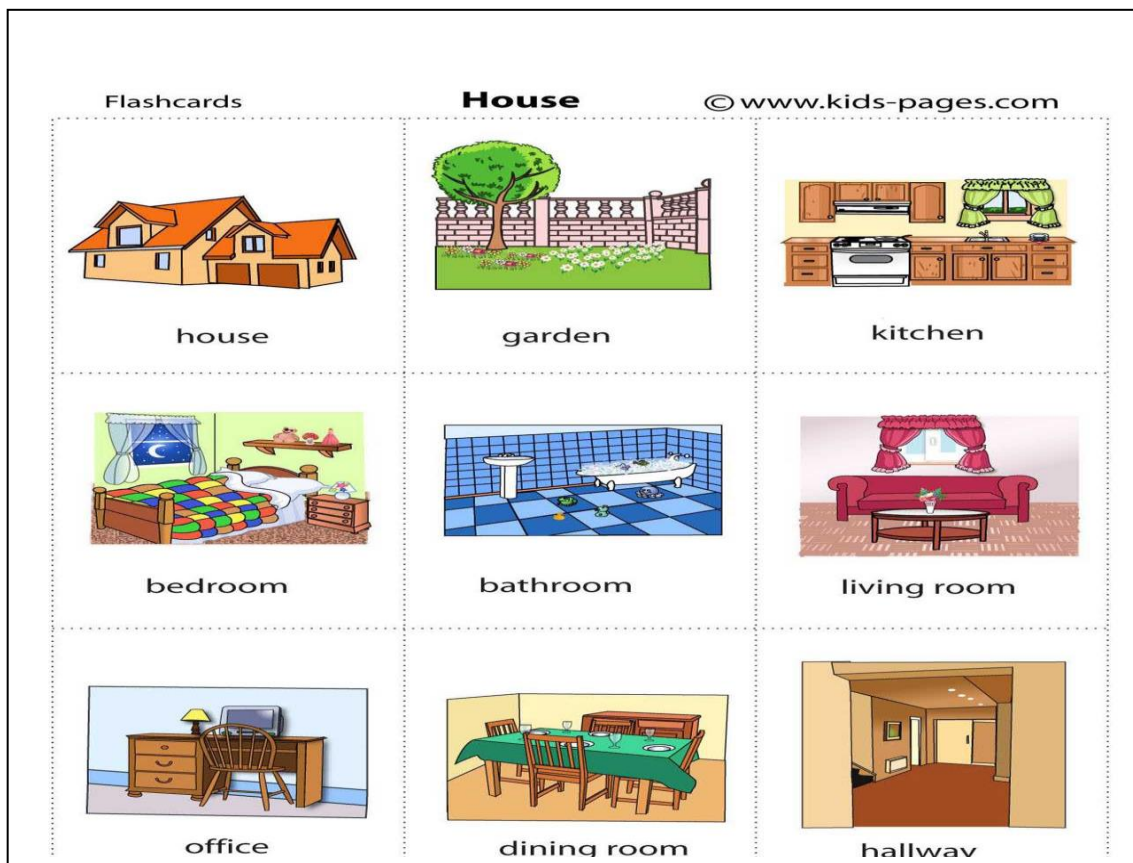 Flashcards House © www.kids-pages.com
house garden kitchen
bedroom bathroom living room
office dining room hallway